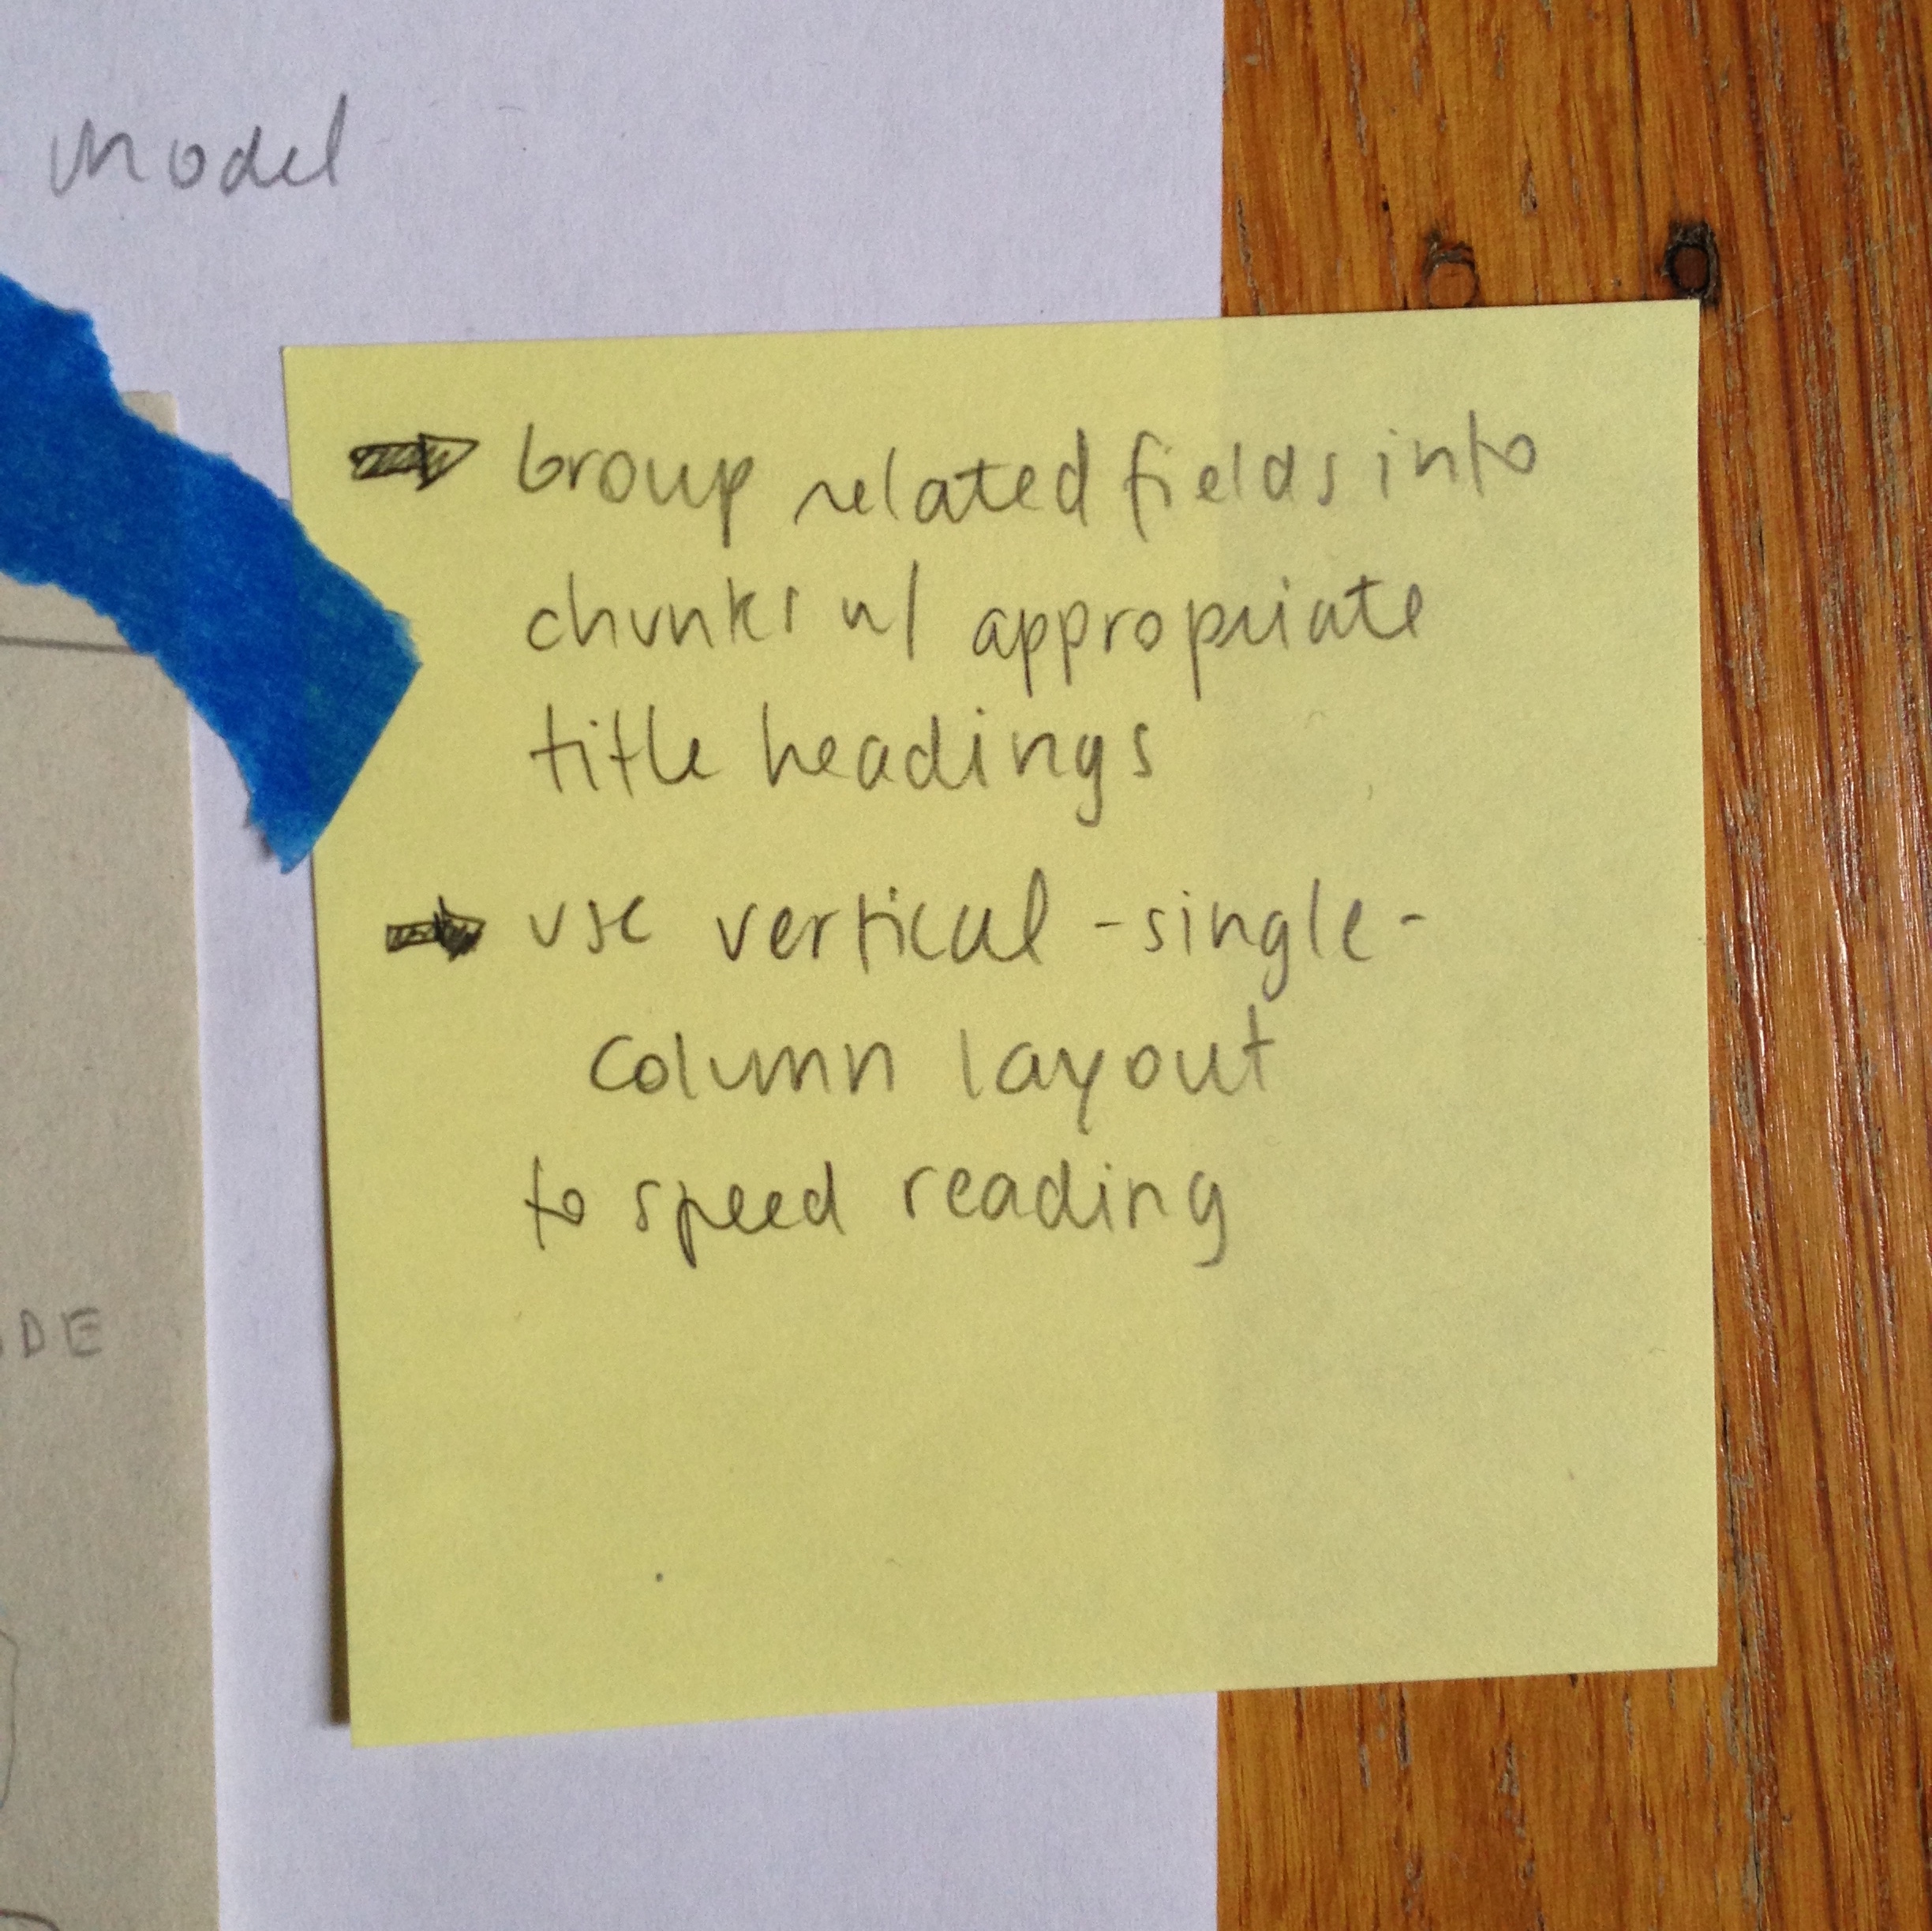 model
➡ Group related fields into
chunks w/ appropriate
title headings
➡ use vertical -single-
column layout
to speed reading
DE